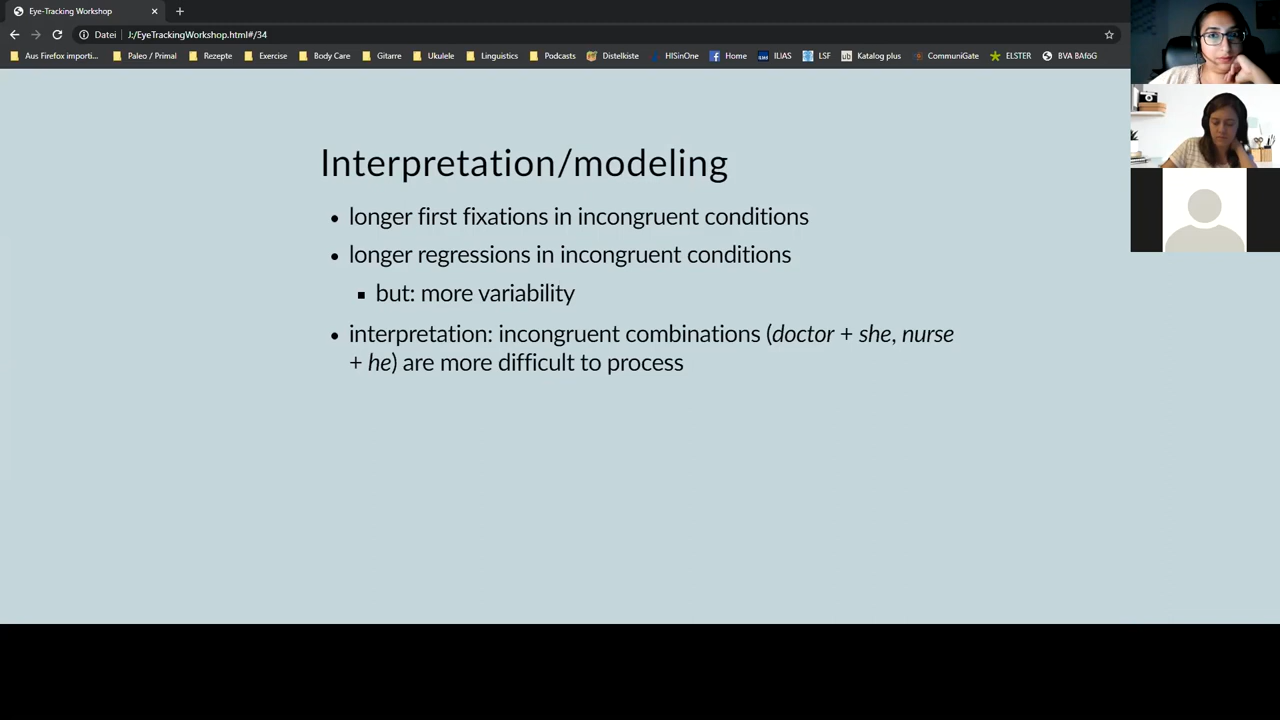 Eye-Tracking Workshop
Datei J:/EyeTrackingWorkshop.html#/34
Aus Firefox importi... Paleo / Primal Rezepte Exercise Body Care Gitarre Ukulele Linguistics Podcasts Distelkiste HISinOne Home ILIAS LSF Katalog plus CommuniGate ELSTER BVA BAföG
Interpretation/modeling
• longer first fixations in incongruent conditions
• longer regressions in incongruent conditions
▪ but: more variability
• interpretation: incongruent combinations (doctor + she, nurse
+ he) are more difficult to process